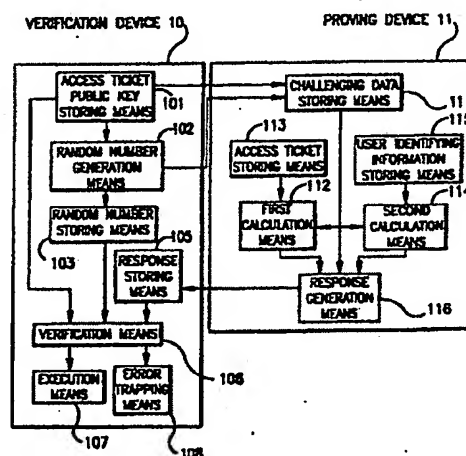 VERIFICATION DEVICE 10
PROVING DEVICE 11
ACCESS TICKET
PUBLIC KEY
STORING MEANS
101
102
RANDOM NUMBER
GENERATION
MEANS
RANDOM NUMBER
STORING MEANS
103
105
RESPONSE
STORING
MEANS
VERIFICATION MEANS
106
EXECUTION
MEANS
107
ERROR
TRAPPING
MEANS
108
CHALLENGING DATA
STORING MEANS
11
113
ACCESS TICKET
STORING MEANS
112
FIRST
CALCULATION
MEANS
115
USER IDENTIFYING
INFORMATION
STORING MEANS
114
SECOND
CALCULATION
MEANS
RESPONSE
GENERATION
MEANS
116